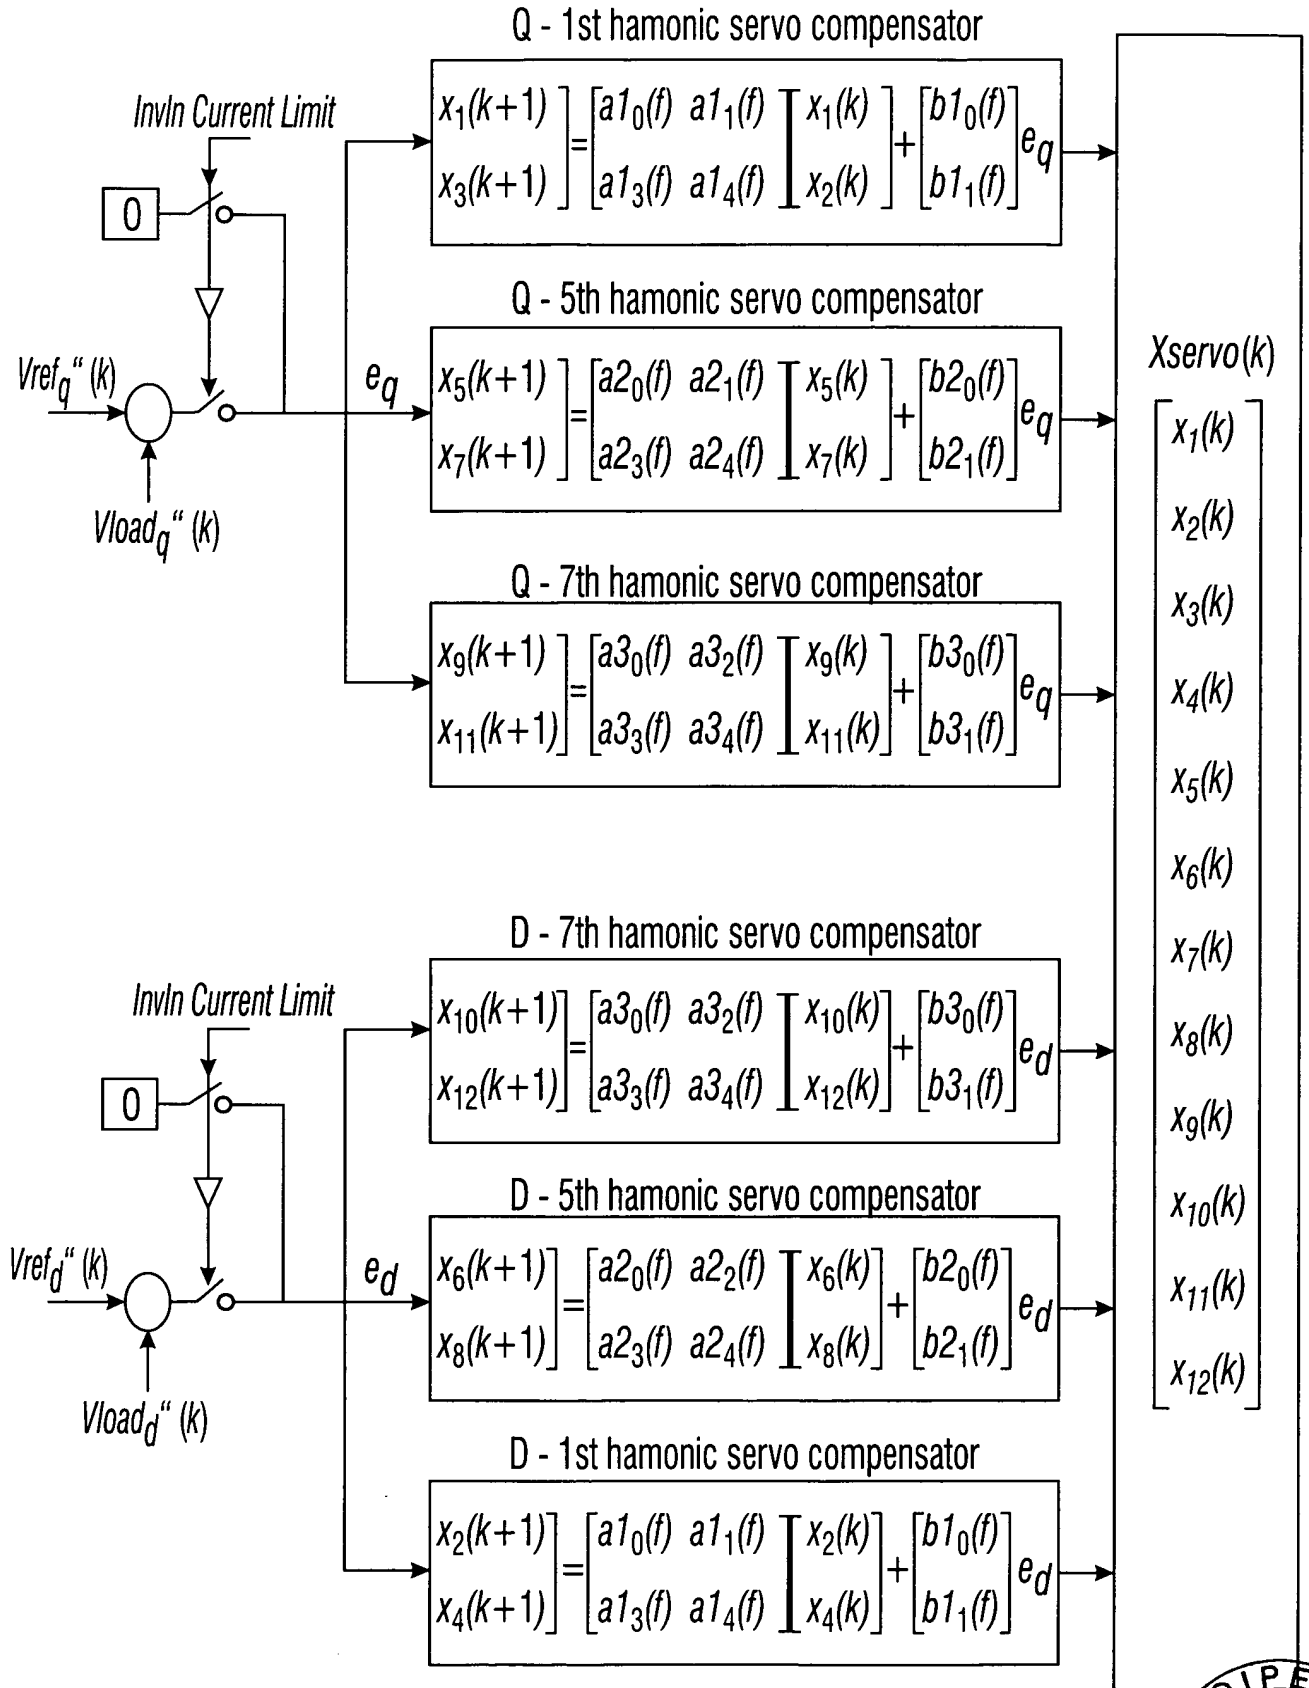 Q - 1st hamonic servo compensator
InvIn Current Limit
0
x1(k+1) = [a10(f) a11(f)] [x1(k)] + [b10(f)] eq
x3(k+1) [a13(f) a14(f)] [x2(k)] [b11(f)]
Q - 5th hamonic servo compensator
Vrefq“ (k)
eq
Vloadq“ (k)
x5(k+1) = [a20(f) a21(f)] [x5(k)] + [b20(f)] eq
x7(k+1) [a23(f) a24(f)] [x7(k)] [b21(f)]
Q - 7th hamonic servo compensator
x9(k+1) = [a30(f) a32(f)] [x9(k)] + [b30(f)] eq
x11(k+1) [a33(f) a34(f)] [x11(k)] [b31(f)]
D - 7th hamonic servo compensator
InvIn Current Limit
0
x10(k+1) = [a30(f) a32(f)] [x10(k)] + [b30(f)] ed
x12(k+1) [a33(f) a34(f)] [x12(k)] [b31(f)]
D - 5th hamonic servo compensator
Vrefd“ (k)
ed
Vloadd“ (k)
x6(k+1) = [a20(f) a22(f)] [x6(k)] + [b20(f)] ed
x8(k+1) [a23(f) a24(f)] [x8(k)] [b21(f)]
D - 1st hamonic servo compensator
x2(k+1) = [a10(f) a11(f)] [x2(k)] + [b10(f)] ed
x4(k+1) [a13(f) a14(f)] [x4(k)] [b11(f)]
Xservo(k)
x1(k)
x2(k)
x3(k)
x4(k)
x5(k)
x6(k)
x7(k)
x8(k)
x9(k)
x10(k)
x11(k)
x12(k)